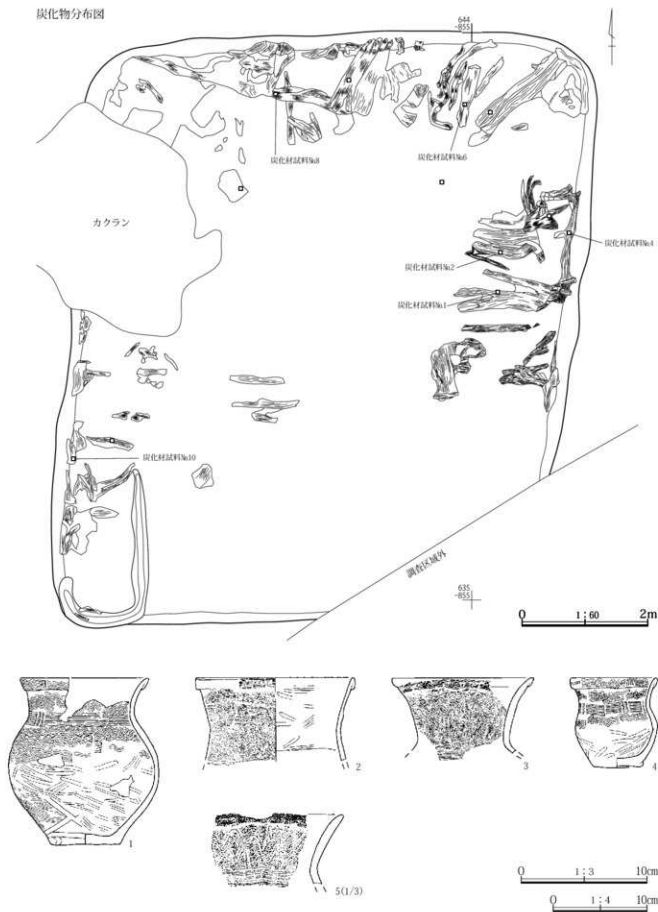 炭化物分布図
644
-855
炭化材試料№8
炭化材試料№6
カクラン
炭化材試料№4
炭化材試料№2
炭化材試料№1
炭化試料№10
調査区域外
635
-855
0 1:60 2m
1
2
3
4
5(1/3)
0 1:3 10cm
0 1:4 10cm